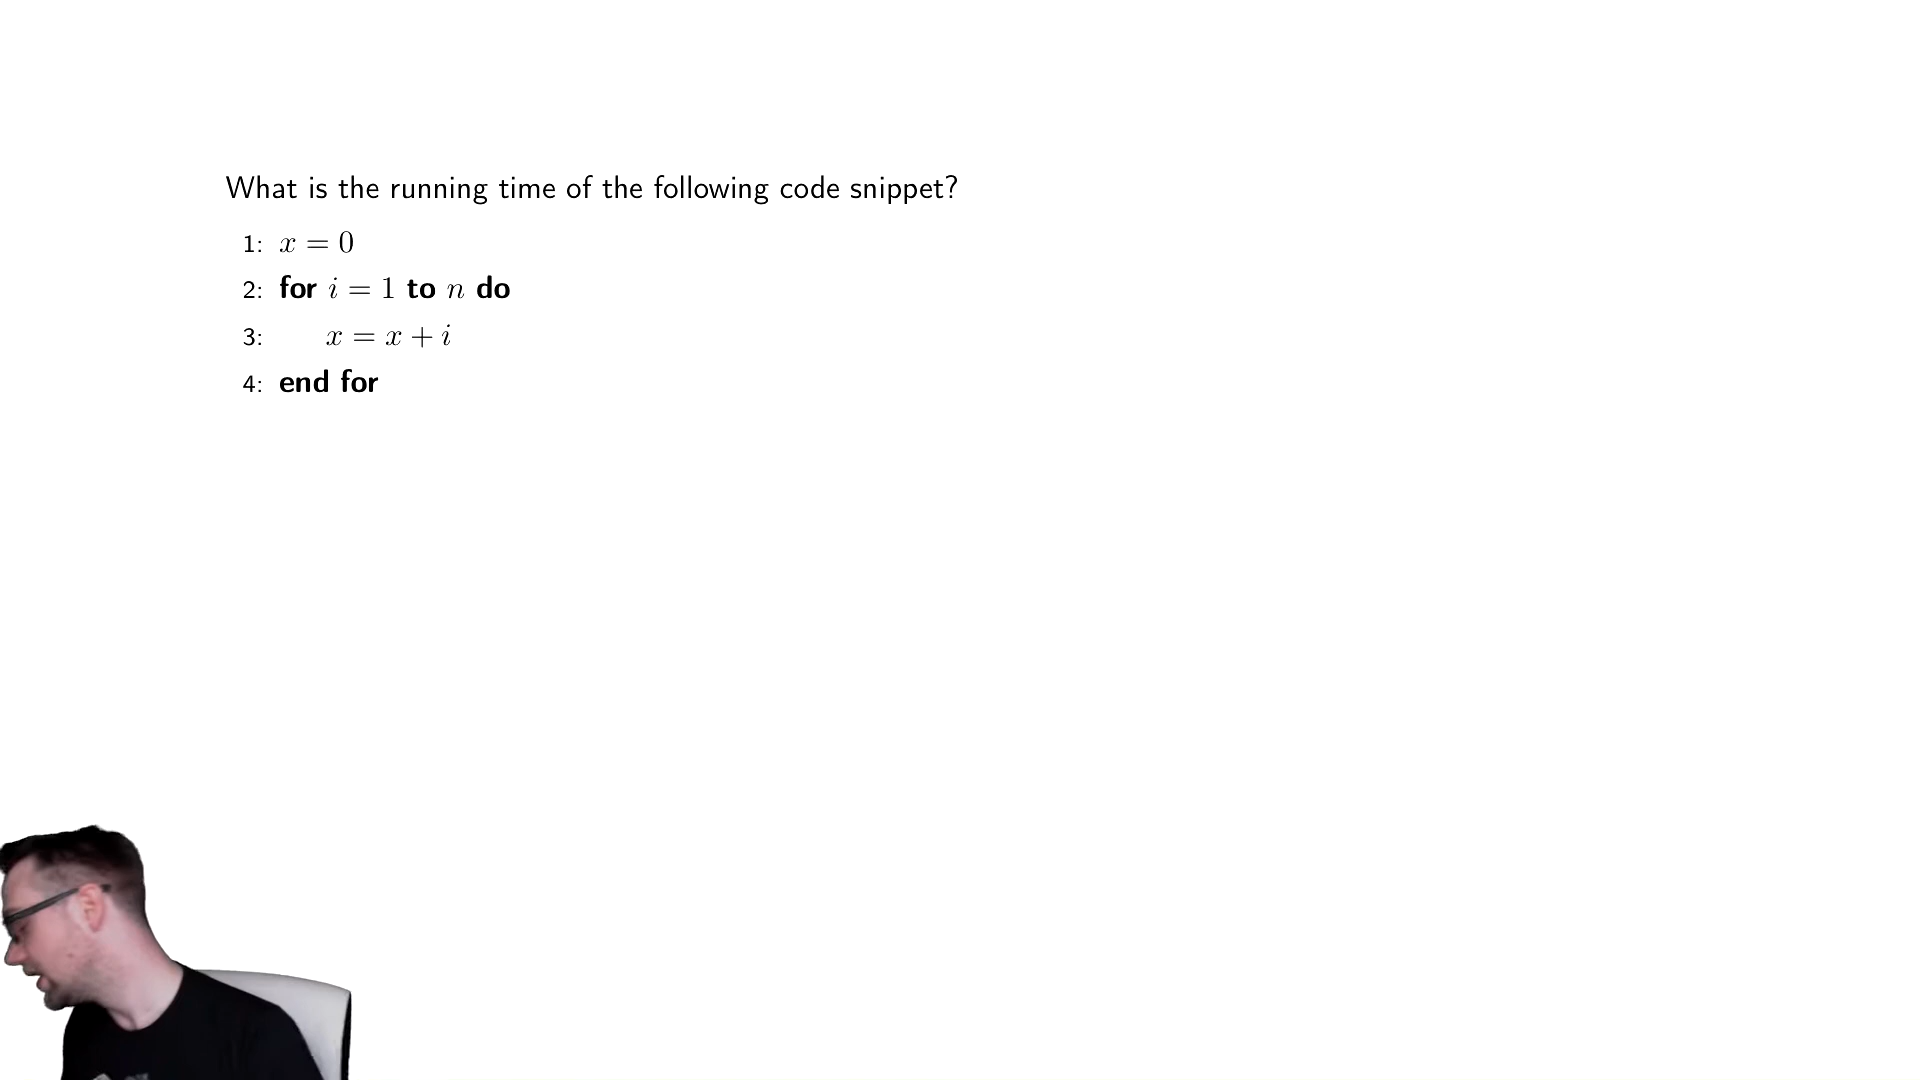 What is the running time of the following code snippet?
1: x = 0
2: for i = 1 to n do
3: x = x + i
4: end for